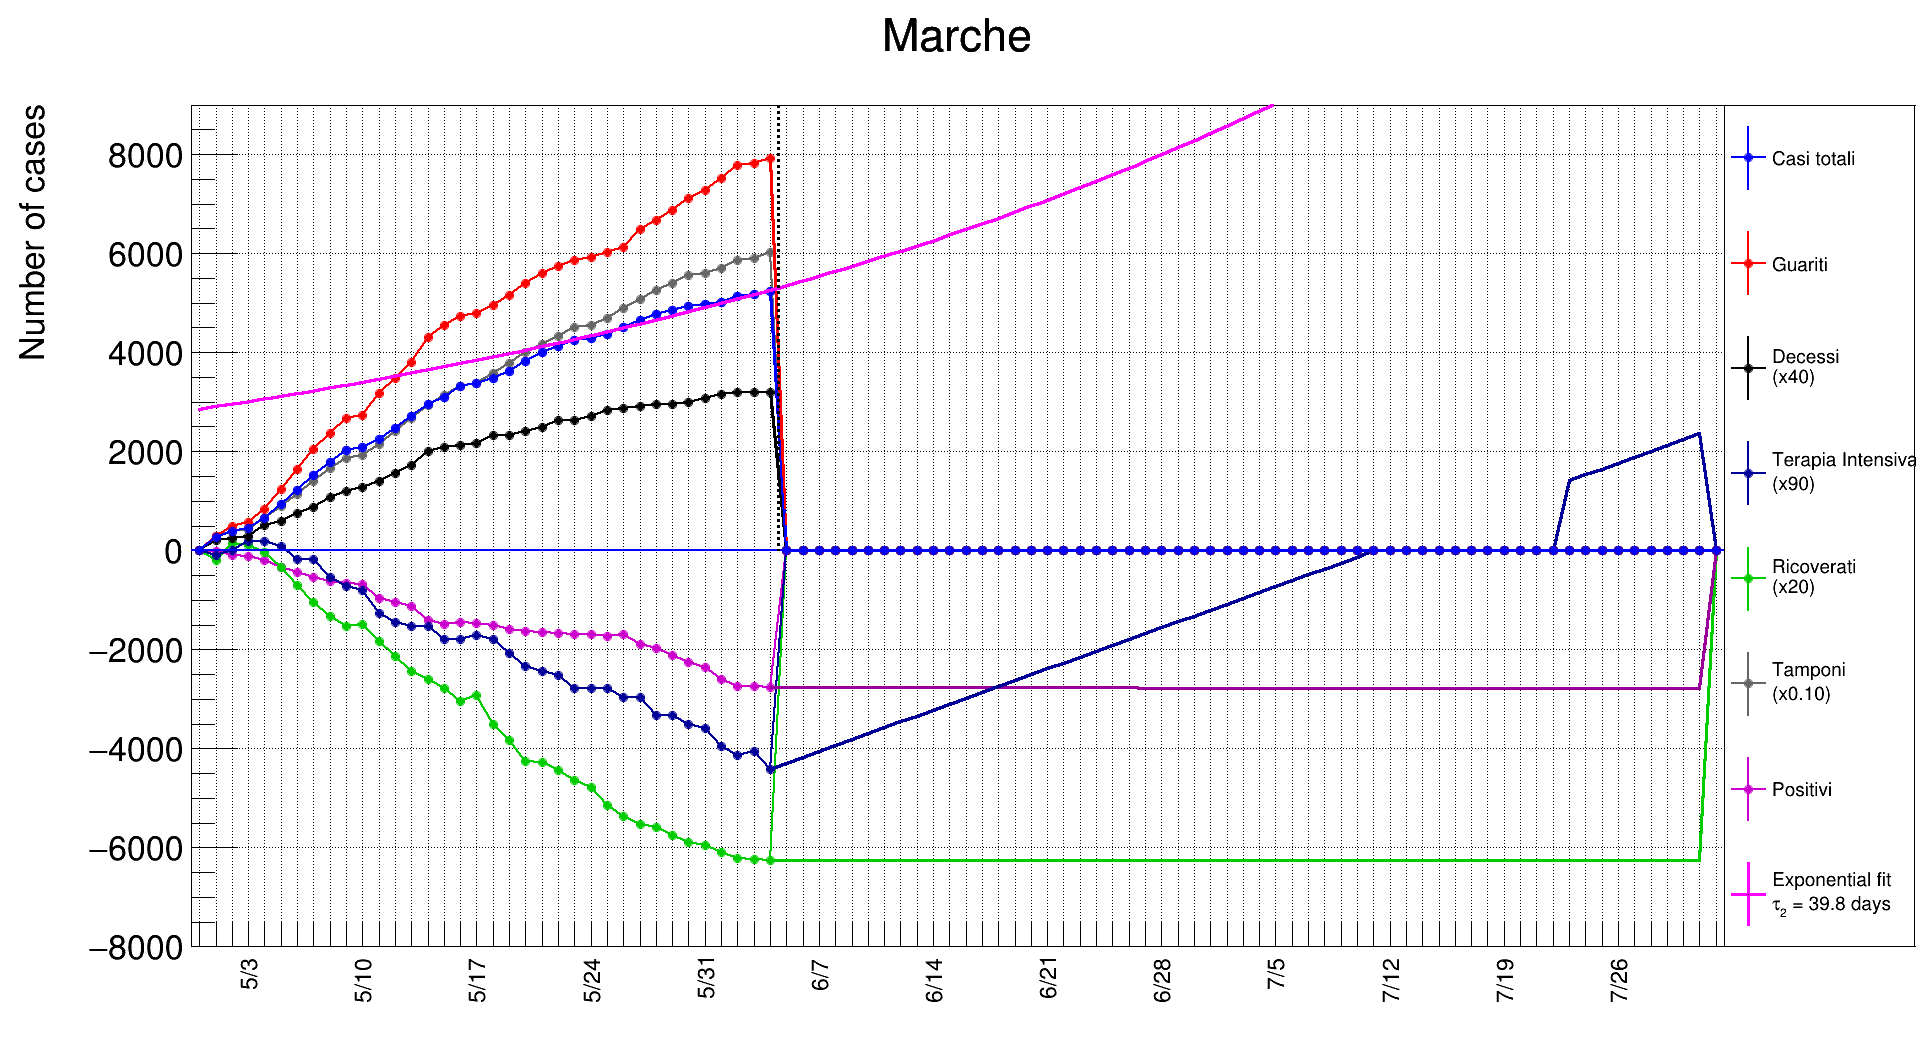 Marche
Number of cases
8000
6000
4000
2000
0
−2000
−4000
−6000
−8000
5/3
5/10
5/17
5/24
5/31
6/7
6/14
6/21
6/28
7/5
7/12
7/19
7/26
Casi totali
Guariti
Decessi
(x40)
Terapia Intensiva
(x90)
Ricoverati
(x20)
Tamponi
(x0.10)
Positivi
Exponential fit
τ2 = 39.8 days